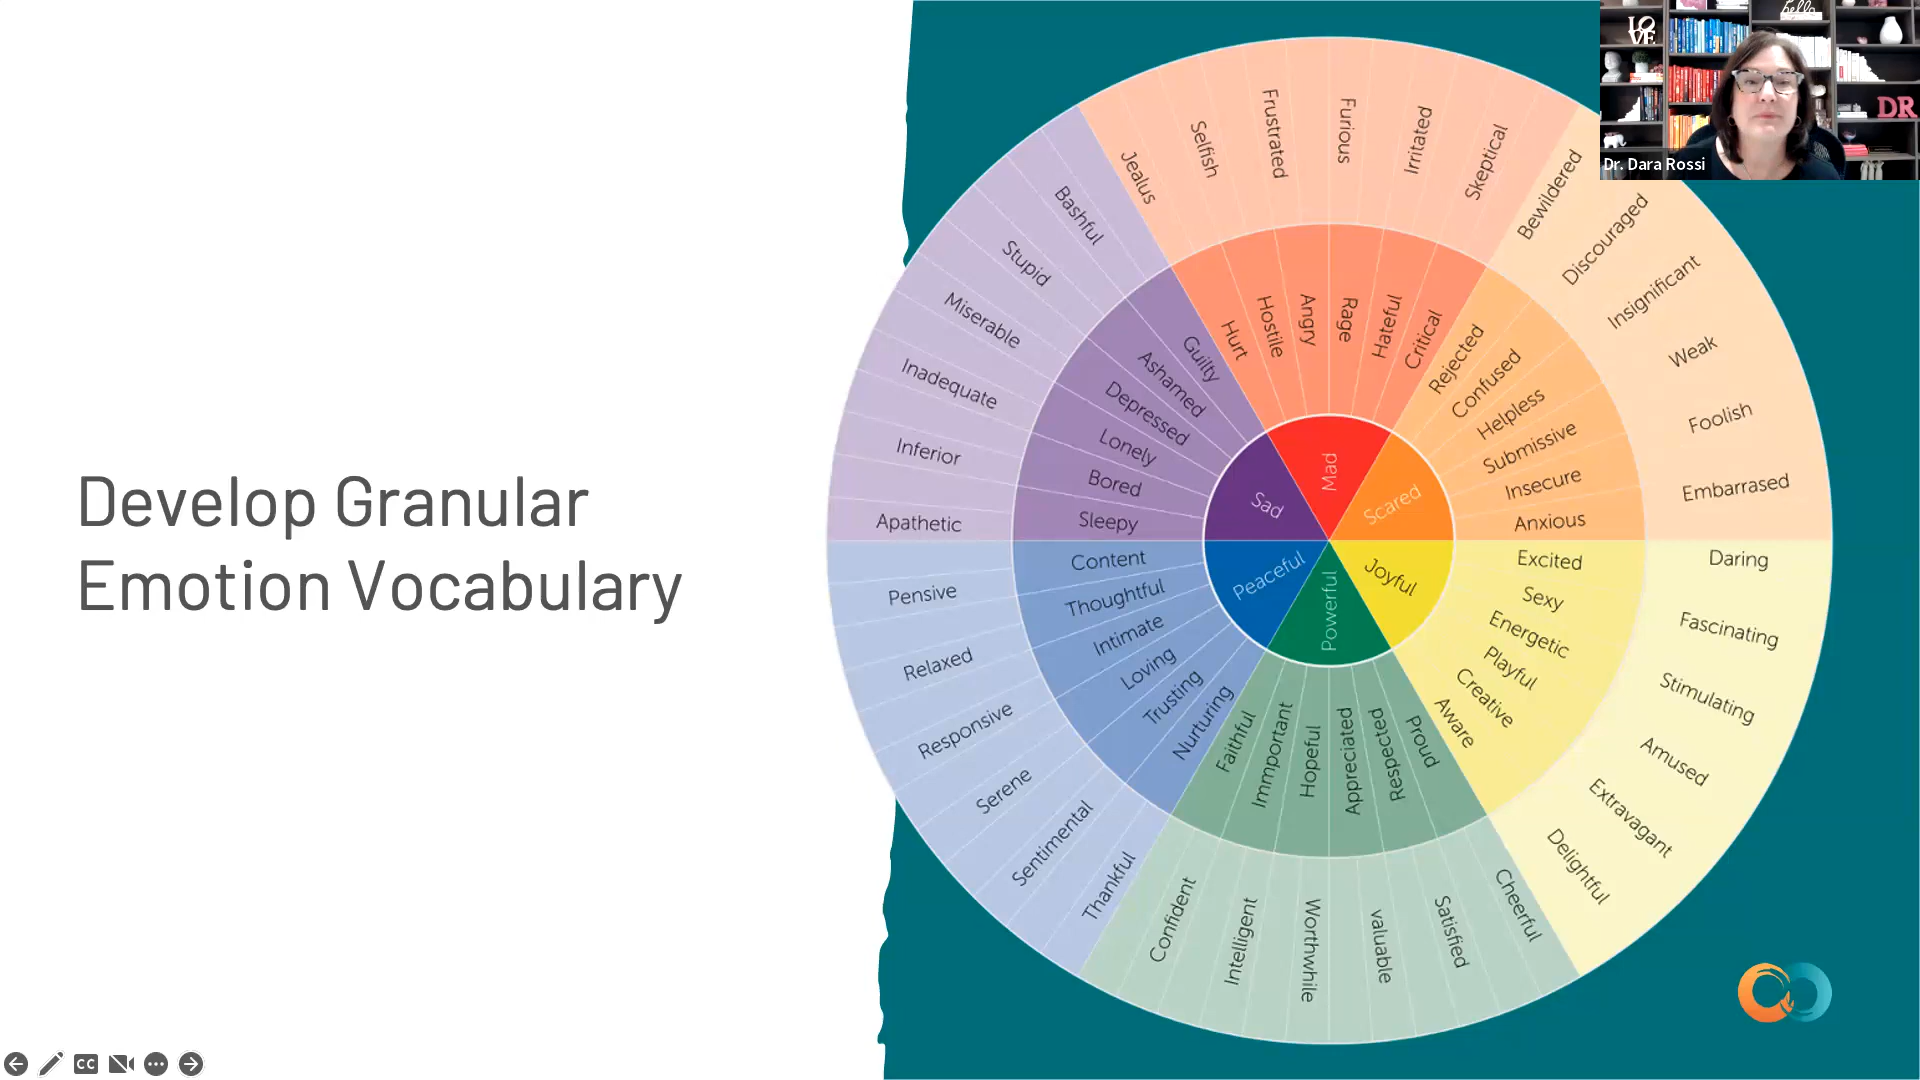 Develop Granular
Emotion Vocabulary
Mad
Scared
Joyful
Powerful
Peaceful
Sad
Hurt
Hostile
Angry
Rage
Hateful
Critical
Rejected
Confused
Helpless
Submissive
Insecure
Anxious
Excited
Sexy
Energetic
Playful
Creative
Aware
Proud
Respected
Appreciated
Hopeful
Immportant
Faithful
Nurturing
Trusting
Loving
Intimate
Thoughtful
Content
Sleepy
Bored
Lonely
Depressed
Ashamed
Guilty
Jealus
Selfish
Frustrated
Furious
Irritated
Skeptical
Bewildered
Discouraged
Insignificant
Weak
Foolish
Embarrased
Daring
Fascinating
Stimulating
Amused
Extravagant
Delightful
Cheerful
Satisfied
valuable
Worthwhile
Intelligent
Confident
Thankful
Sentimental
Serene
Responsive
Relaxed
Pensive
Apathetic
Inferior
Inadequate
Miserable
Stupid
Bashful
LOVE
hello
DR
Dr. Dara Rossi
CC